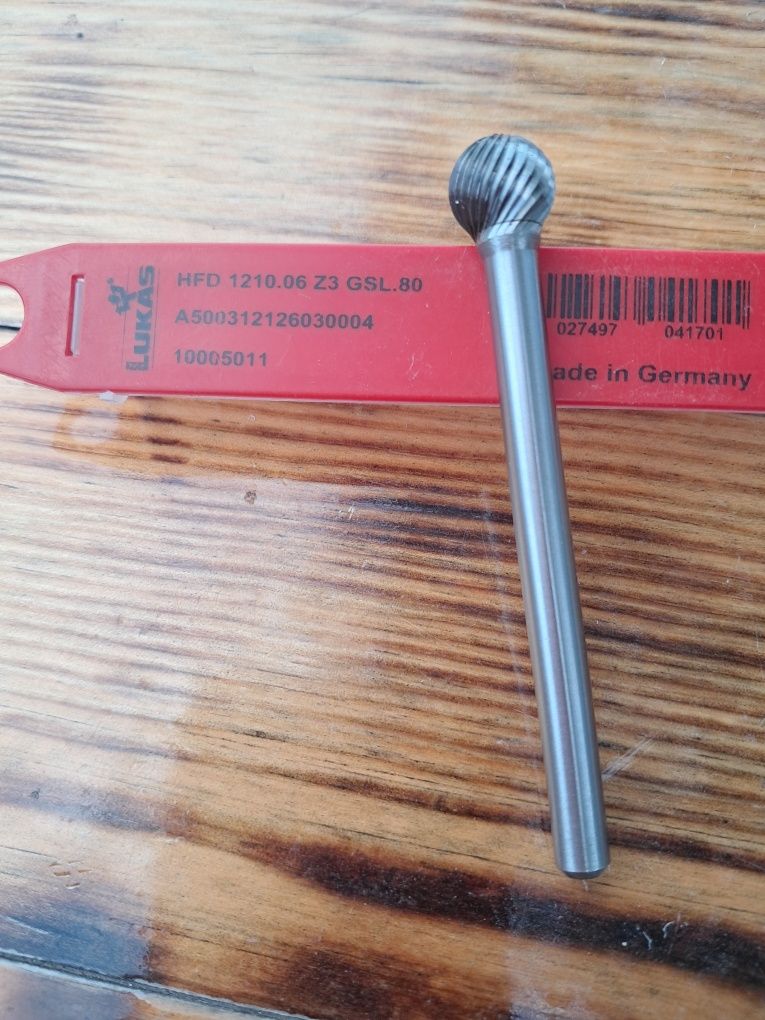 LUKAS
HFD 1210.06 Z3 GSL.80
A500312126030004
10005011
027497 041701
ade in Germany